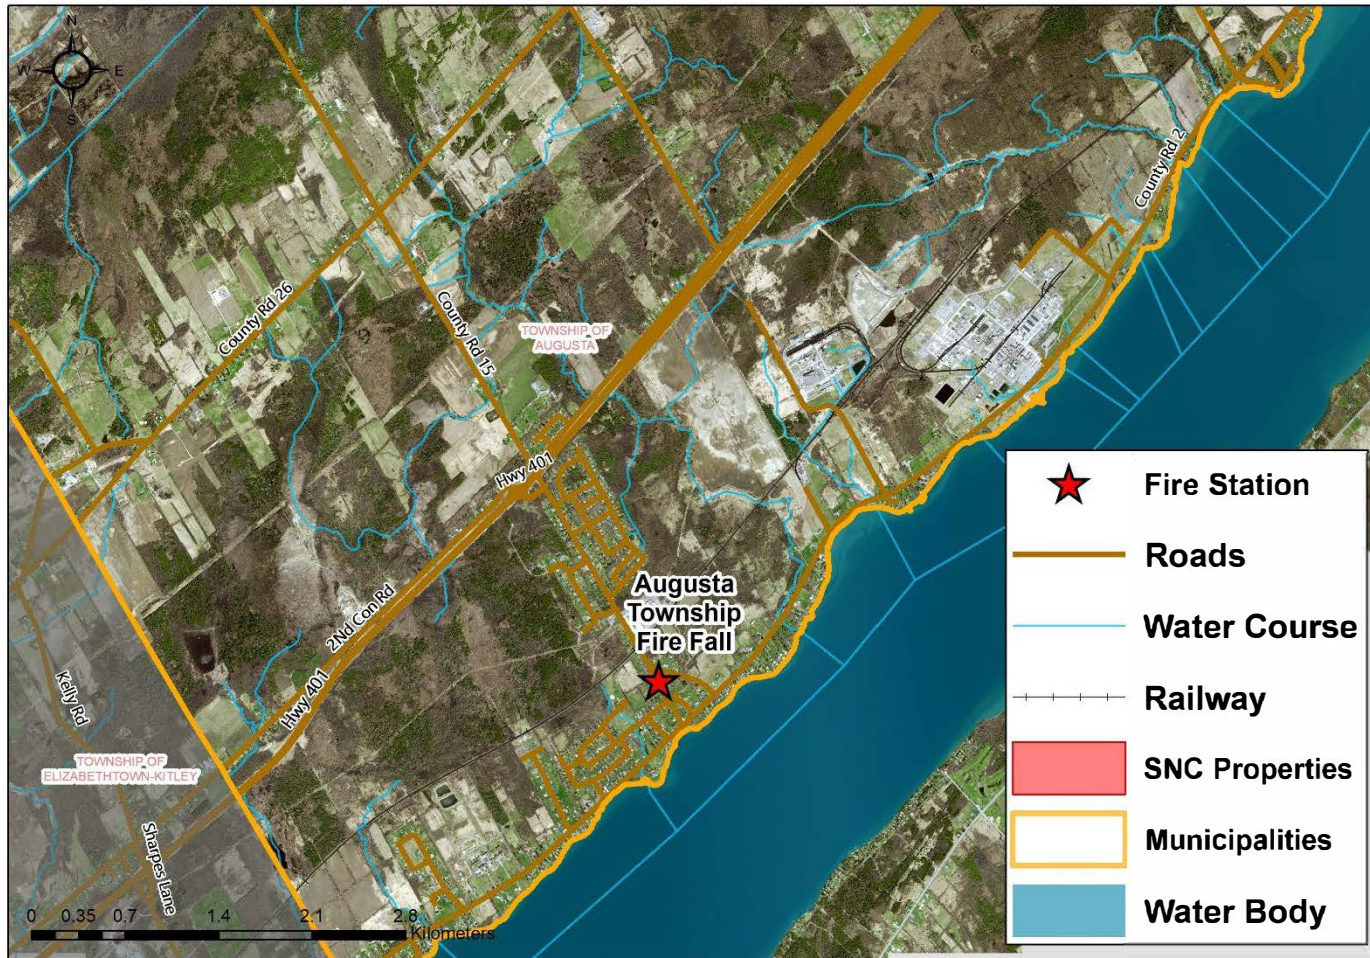 N
W E
S
County Rd 2
County Rd 26
County Rd 15
TOWNSHIP OF
AUGUSTA
Hwy 401
2Nd Con Rd
Hwy 401
Augusta
Township
Fire Fall
Kelly Rd
TOWNSHIP OF
ELIZABETHTOWN-KITLEY
Sharpes Lane
0 0.35 0.7 1.4 2.1 2.8
Kilometers
Fire Station
Roads
Water Course
Railway
SNC Properties
Municipalities
Water Body